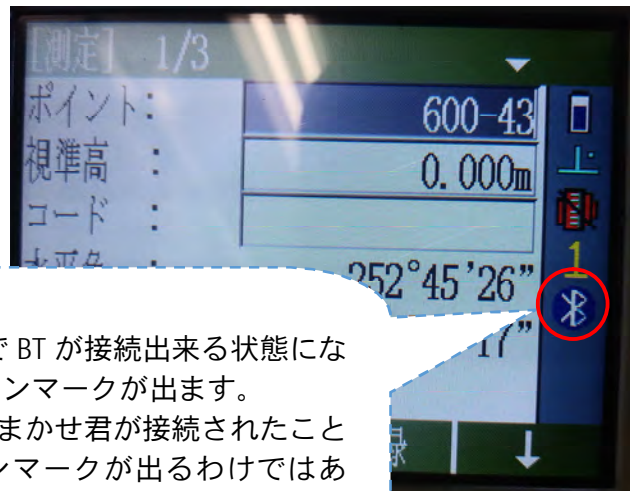 [測定] 1/3
ポイント: 600-43
視準高 : 0.000m
コード :
252°45'26"
1
17"
で BT が接続出来る状態にな
ンマークが出ます。
まかせ君が接続されたこと
ンマークが出るわけではあ
↓